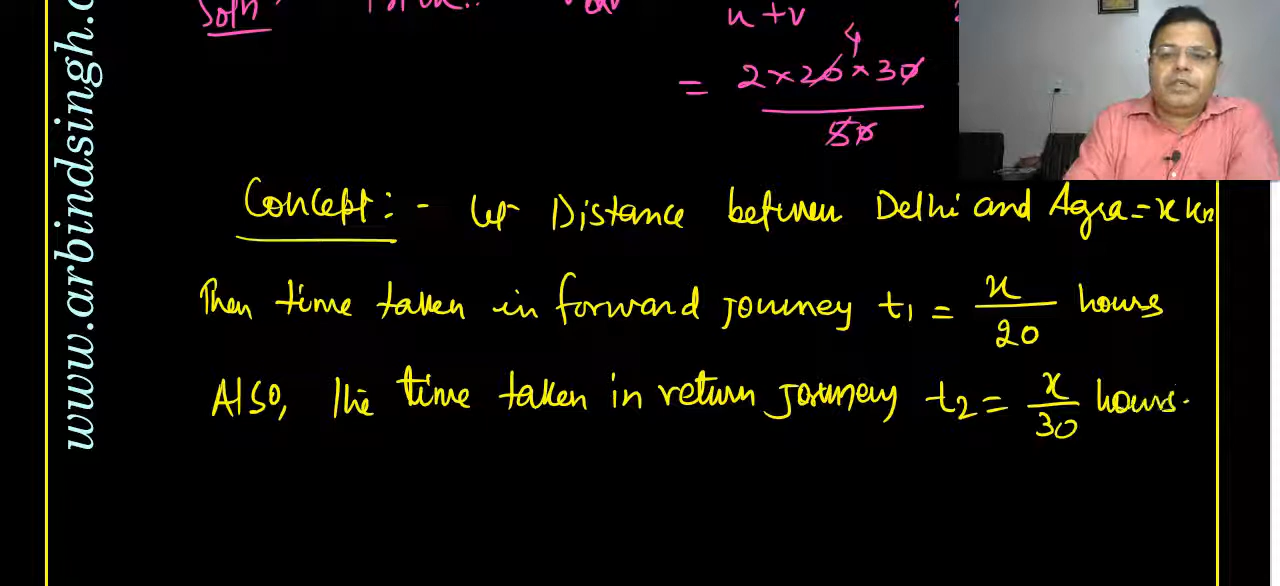 Soln
u + v
4
= 2 × 20 × 30
50
Concept: - Let Distance between Delhi and Agra = x km
Then time taken in forward journey t1 = x/20 hours
Also, the time taken in return journey t2 = x/30 hours.
www.arbindsingh.c